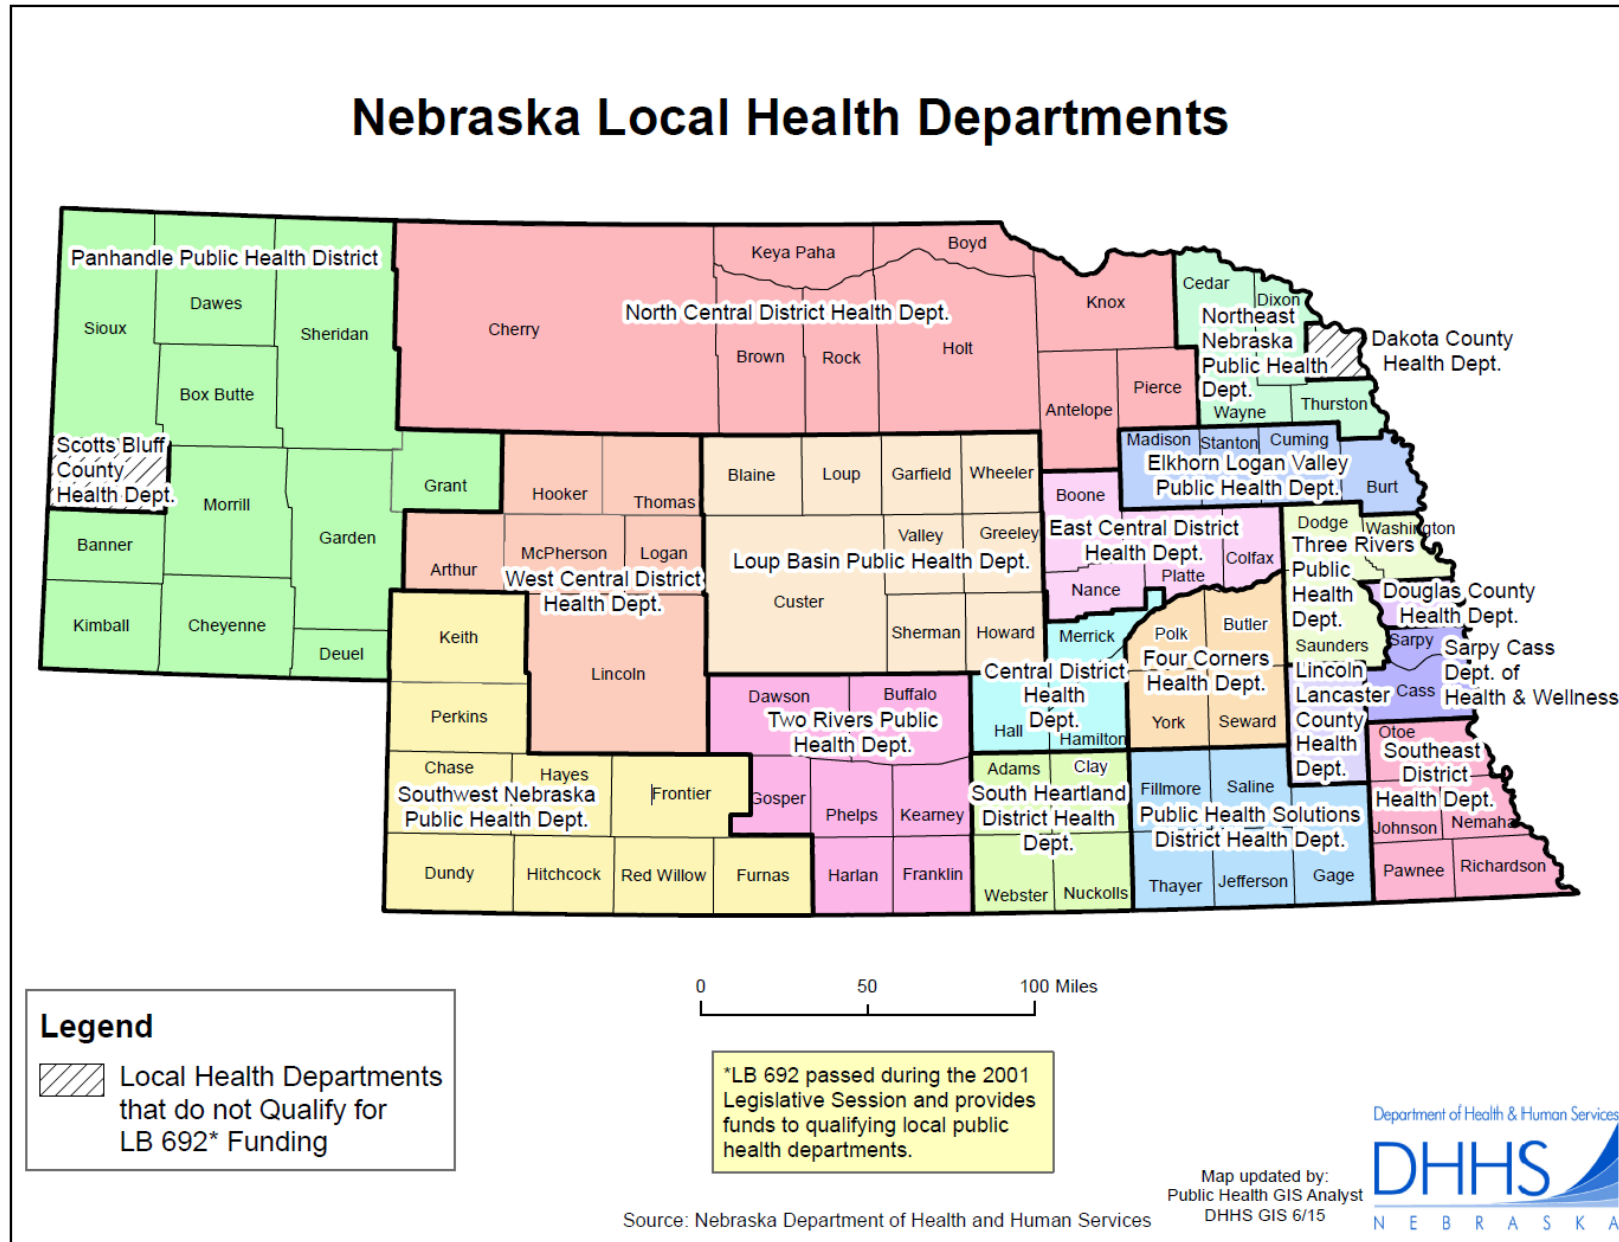 Nebraska Local Health Departments
Panhandle Public Health District
Sioux
Dawes
Sheridan
Box Butte
Scotts Bluff
County
Health Dept.
Morrill
Grant
Garden
Banner
Kimball
Cheyenne
Deuel
Keya Paha
Boyd
North Central District Health Dept.
Cherry
Brown
Rock
Holt
Knox
Antelope
Pierce
Cedar
Dixon
Northeast
Nebraska
Public Health
Dept.
Wayne
Thurston
Dakota County
Health Dept.
Madison
Stanton
Cuming
Elkhorn Logan Valley
Public Health Dept.
Burt
Hooker
Thomas
McPherson
Logan
Arthur
West Central District
Health Dept.
Lincoln
Blaine
Loup
Garfield
Wheeler
Valley
Greeley
Loup Basin Public Health Dept.
Custer
Sherman
Howard
Boone
East Central District
Health Dept.
Colfax
Platte
Nance
Dodge
Washington
Three Rivers
Public
Health
Dept.
Saunders
Douglas County
Health Dept.
Sarpy
Cass
Sarpy Cass
Dept. of
Health & Wellness
Merrick
Central District
Health
Dept.
Hall
Hamilton
Polk
Butler
Four Corners
Health Dept.
York
Seward
Lincoln
Lancaster
County
Health
Dept.
Otoe
Southeast
District
Health Dept.
Johnson
Nemaha
Pawnee
Richardson
Keith
Perkins
Chase
Hayes
Frontier
Southwest Nebraska
Public Health Dept.
Dundy
Hitchcock
Red Willow
Furnas
Dawson
Buffalo
Two Rivers Public
Health Dept.
Gosper
Phelps
Kearney
Harlan
Franklin
Adams
Clay
South Heartland
District Health
Dept.
Webster
Nuckolls
Fillmore
Saline
Public Health Solutions
District Health Dept.
Thayer
Jefferson
Gage
0 50 100 Miles
Legend
Local Health Departments
that do not Qualify for
LB 692* Funding
*LB 692 passed during the 2001
Legislative Session and provides
funds to qualifying local public
health departments.
Source: Nebraska Department of Health and Human Services
Map updated by:
Public Health GIS Analyst
DHHS GIS 6/15
Department of Health & Human Services
DHHS
NEBRASKA